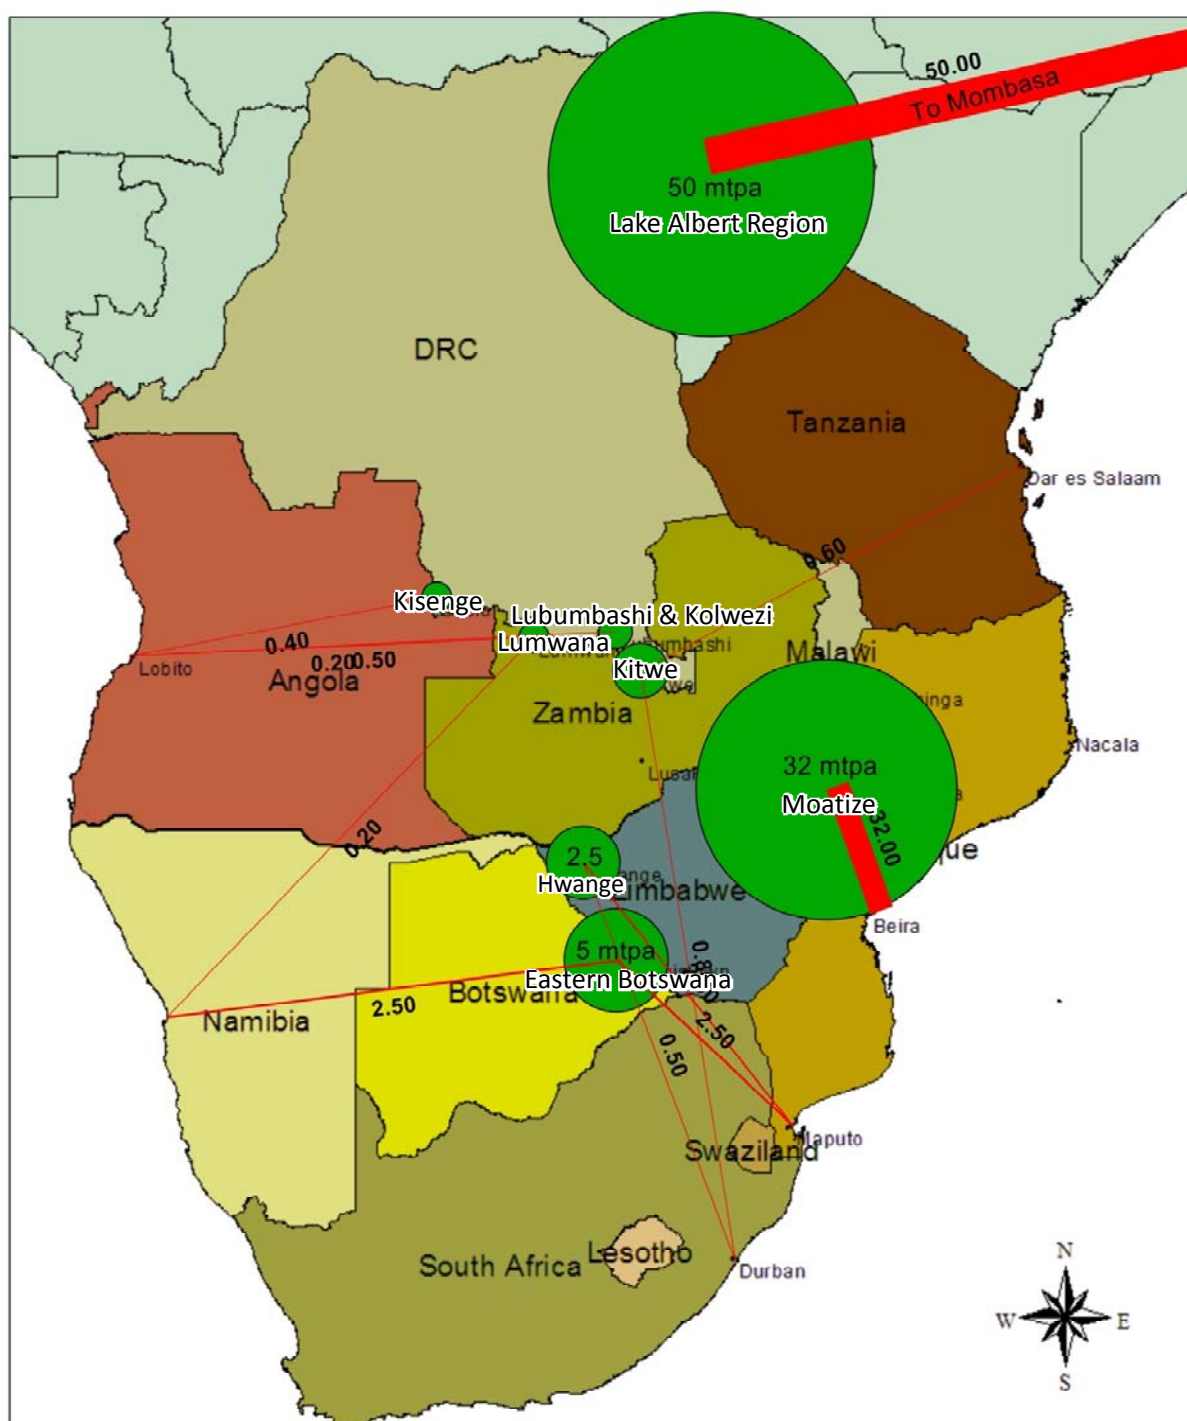 50.00
To Mombasa
50 mtpa
Lake Albert Region
DRC
Tanzania
Dar es Salaam
0.60
Kisenge
Lubumbashi & Kolwezi
Lumwana
Lobito
0.40
0.20
0.50
Angola
Kitwe
Malawi
Zambia
Nacala
32 mtpa
Moatize
32.00
0.20
2.5
Hwange
Zimbabwe
Beira
5 mtpa
Eastern Botswana
Botswana
2.50
Namibia
2.50
0.50
Maputo
Swaziland
South Africa
Lesotho
Durban
N
W
E
S